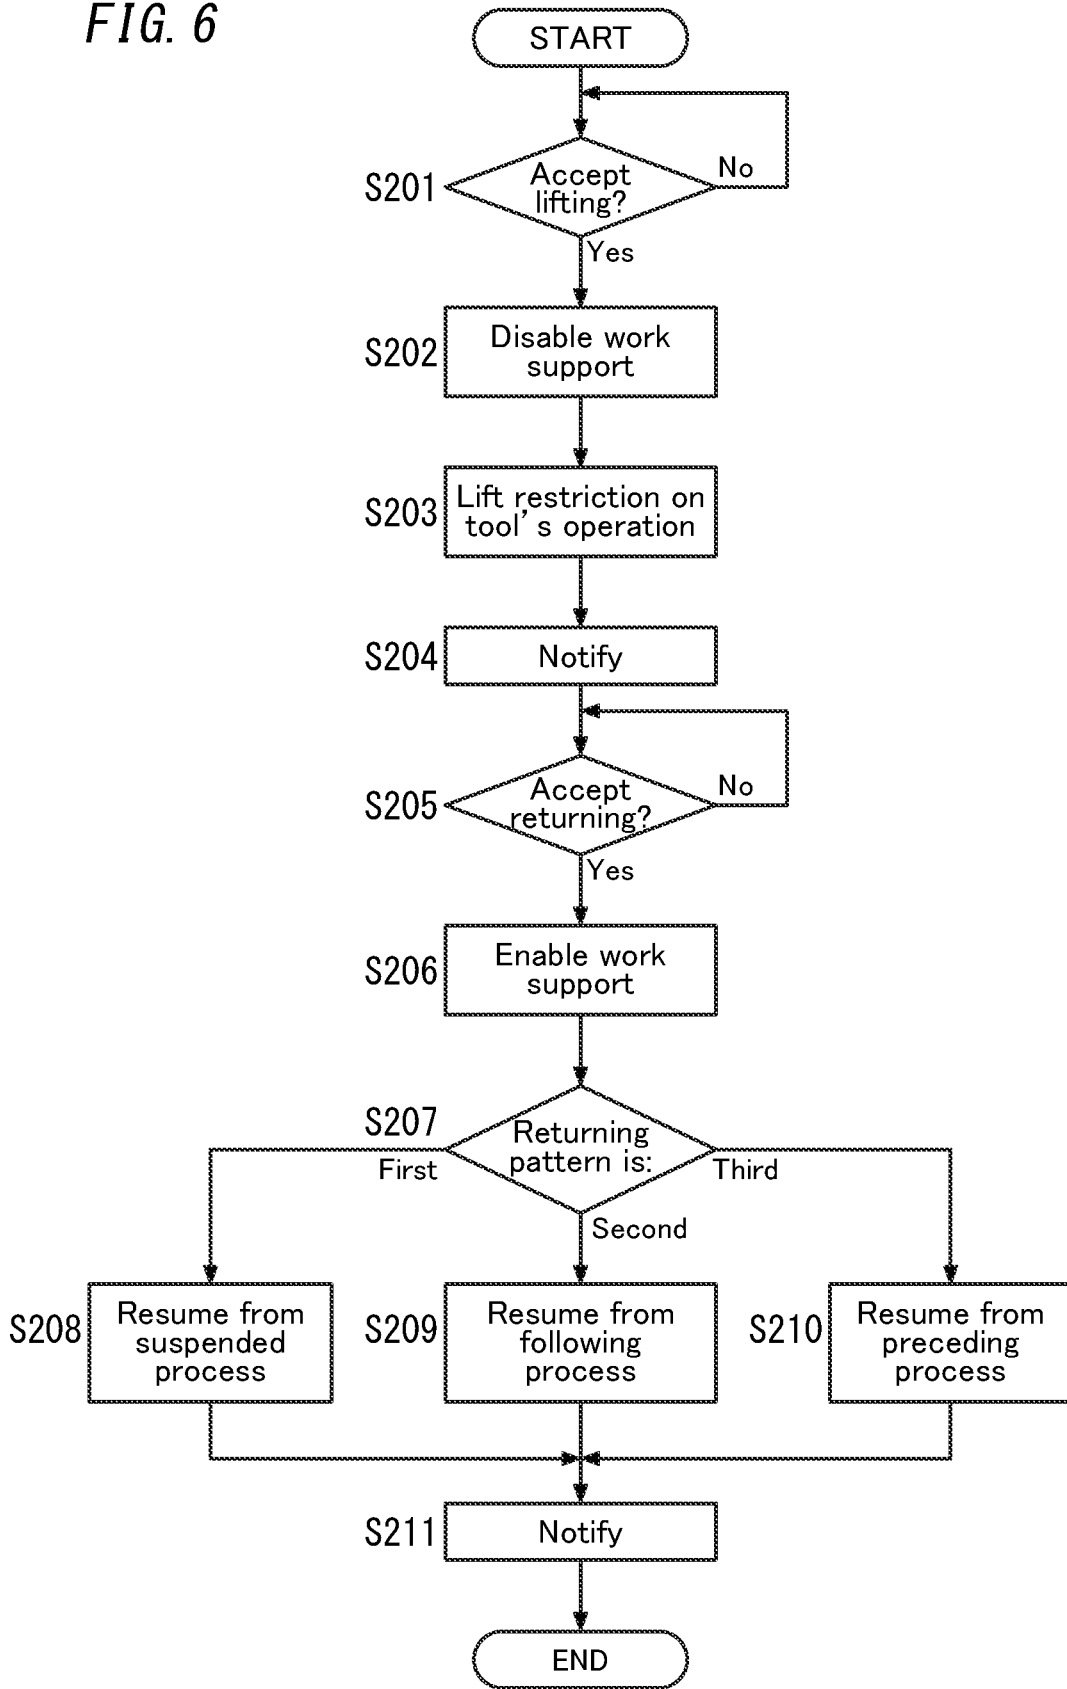 FIG. 6
START
S201
Accept
lifting?
No
Yes
S202
Disable work
support
S203
Lift restriction on
tool's operation
S204
Notify
S205
Accept
returning?
No
Yes
S206
Enable work
support
S207
Returning
pattern is:
First
Third
Second
S208
Resume from
suspended
process
S209
Resume from
following
process
S210
Resume from
preceding
process
S211
Notify
END